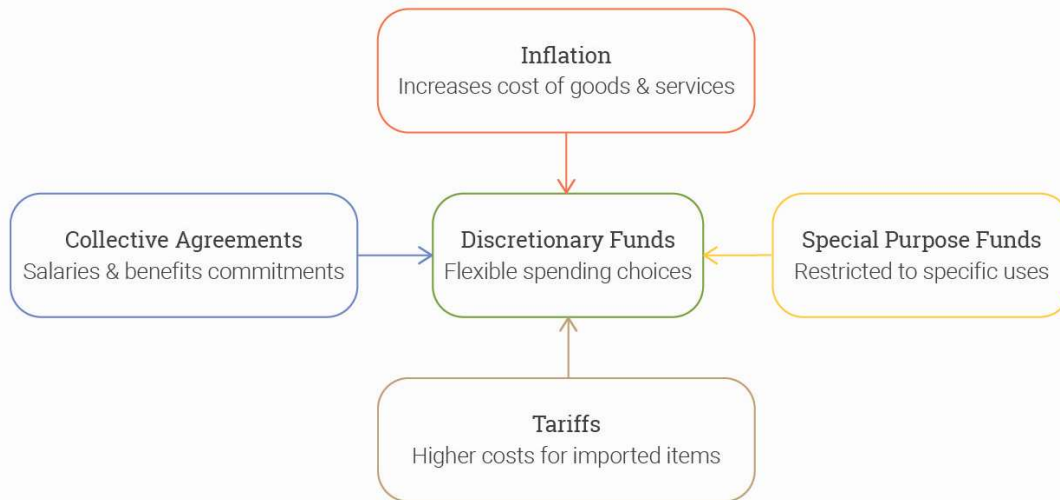 Inflation
Increases cost of goods & services
Collective Agreements
Salaries & benefits commitments
Discretionary Funds
Flexible spending choices
Special Purpose Funds
Restricted to specific uses
Tariffs
Higher costs for imported items